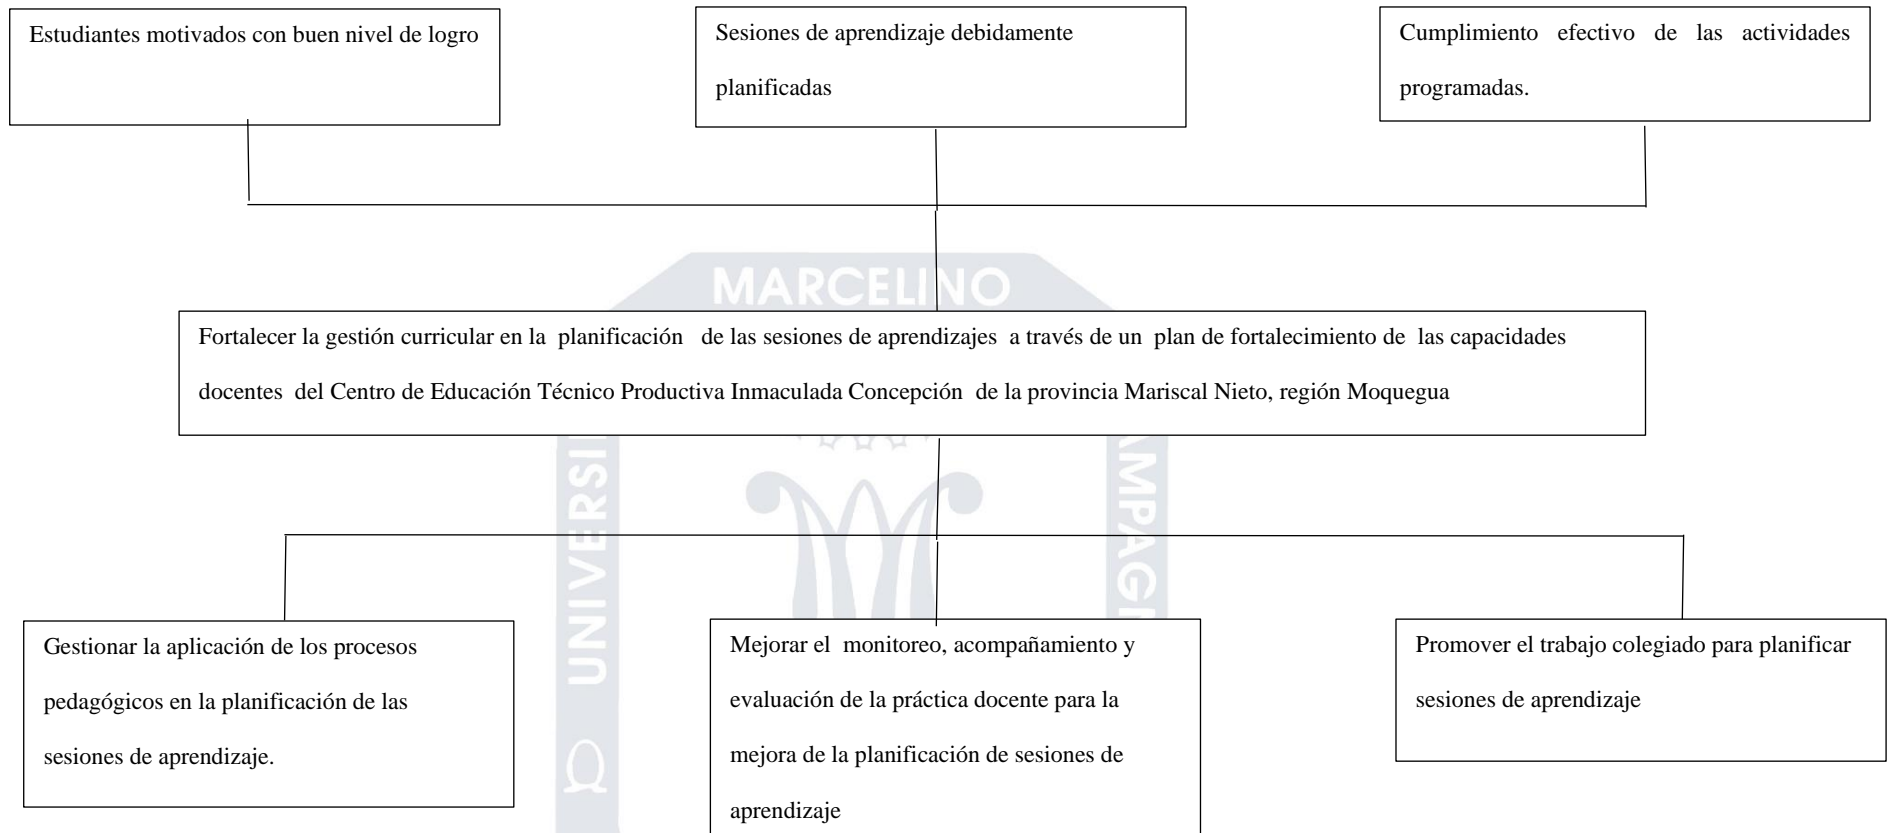 Estudiantes motivados con buen nivel de logro
Sesiones de aprendizaje debidamente
planificadas
Cumplimiento efectivo de las actividades
programadas.
MARCELINO
Fortalecer la gestión curricular en la planificación de las sesiones de aprendizajes a través de un plan de fortalecimiento de las capacidades
docentes del Centro de Educación Técnico Productiva Inmaculada Concepción de la provincia Mariscal Nieto, región Moquegua
Gestionar la aplicación de los procesos
pedagógicos en la planificación de las
sesiones de aprendizaje.
Mejorar el monitoreo, acompañamiento y
evaluación de la práctica docente para la
mejora de la planificación de sesiones de
aprendizaje
Promover el trabajo colegiado para planificar
sesiones de aprendizaje